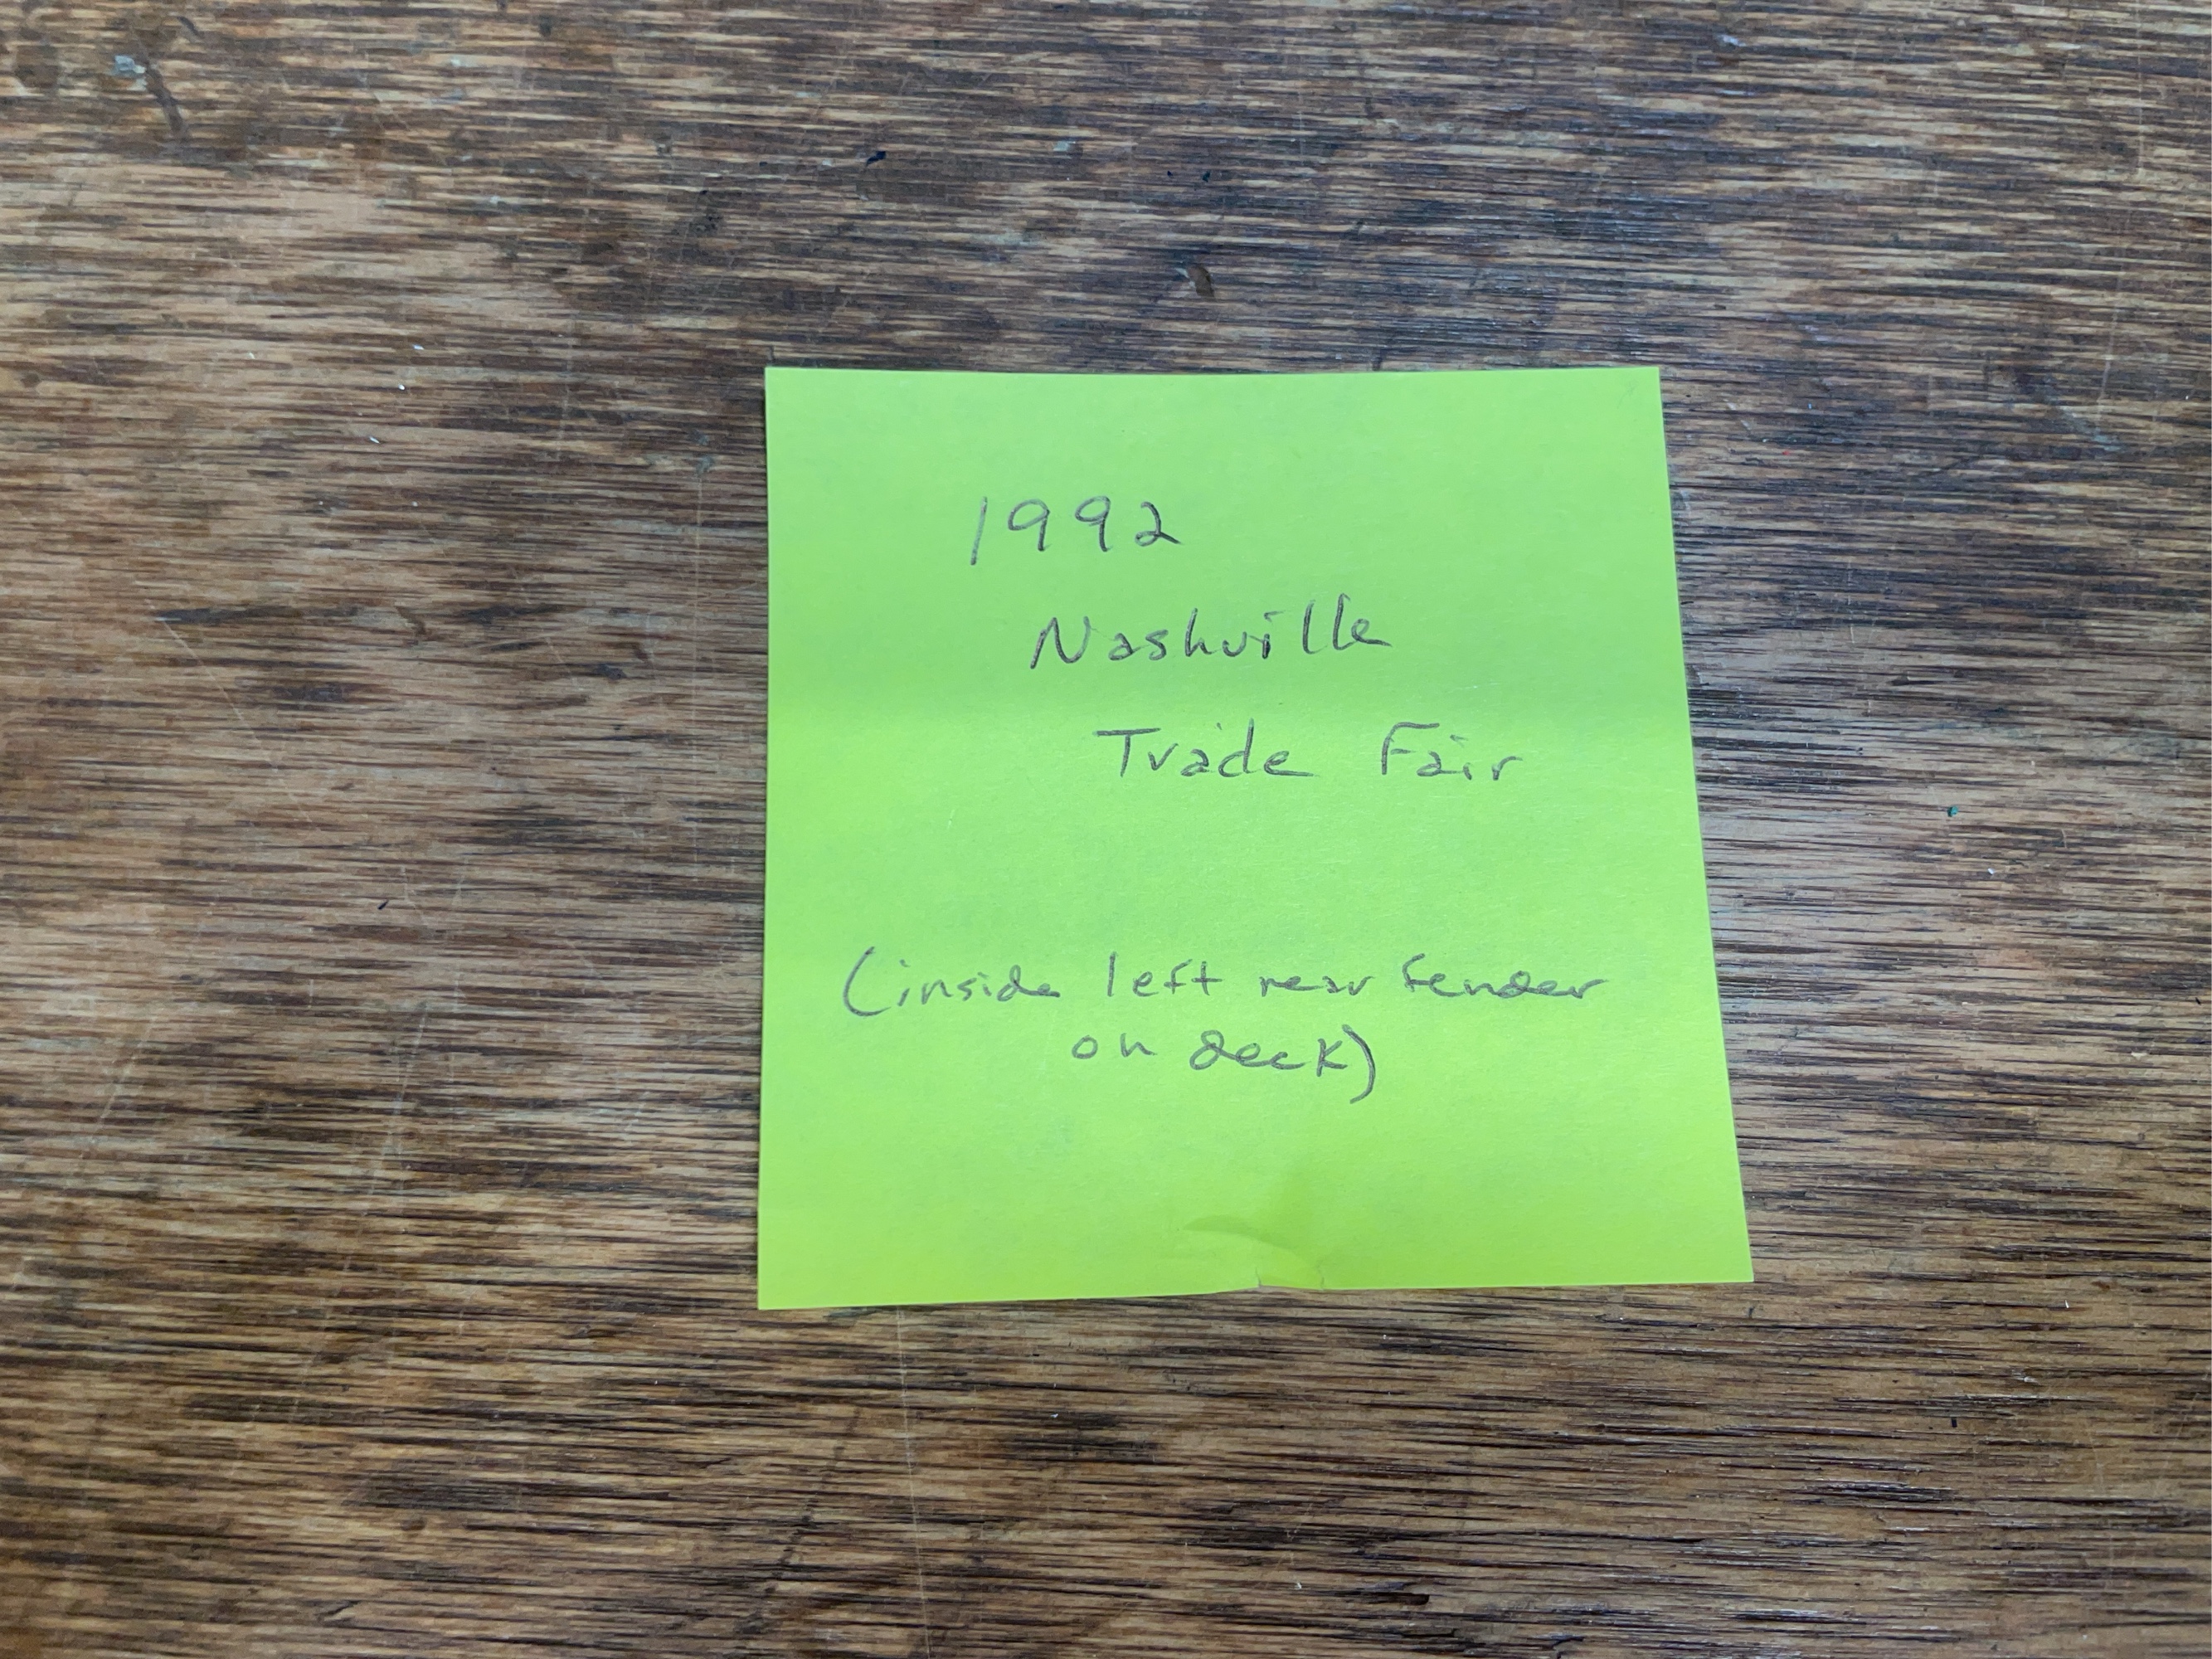 1992
Nashville
Trade Fair
(inside left rear fender
on deck)